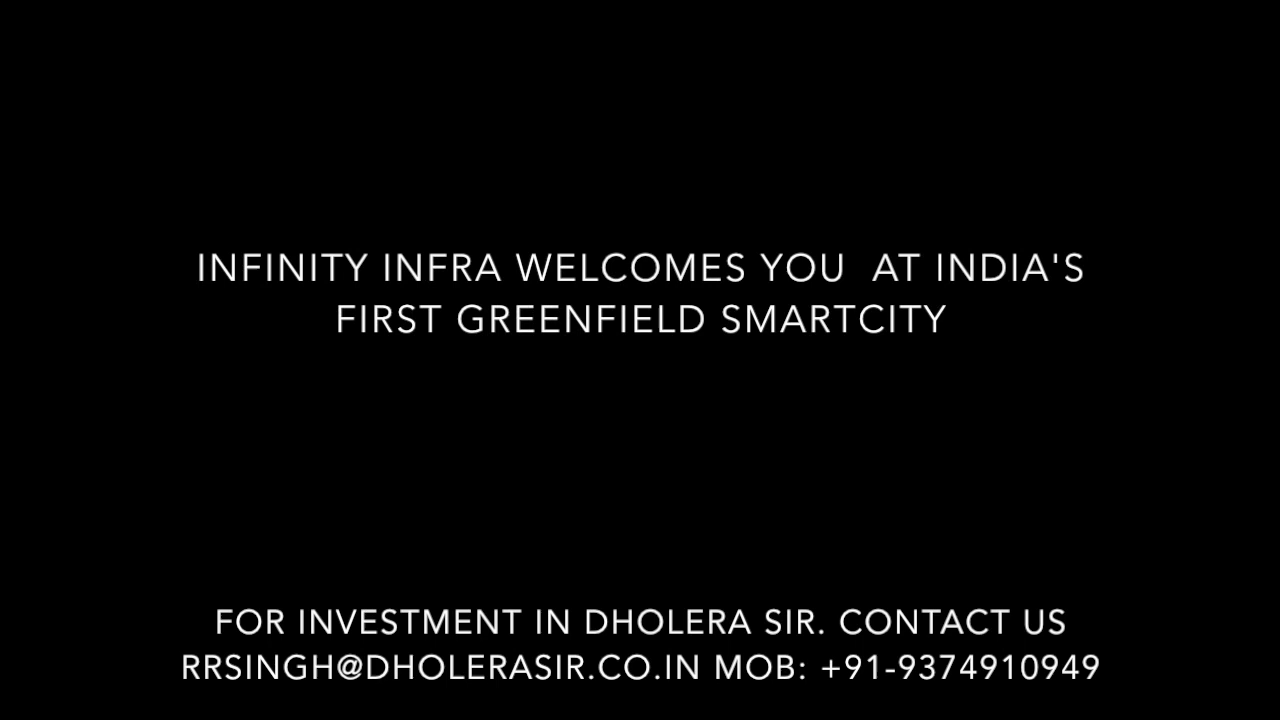 INFINITY INFRA WELCOMES YOU  AT INDIA'S
FIRST GREENFIELD SMARTCITY
FOR INVESTMENT IN DHOLERA SIR. CONTACT US
RRSINGH@DHOLERASIR.CO.IN MOB: +91-9374910949